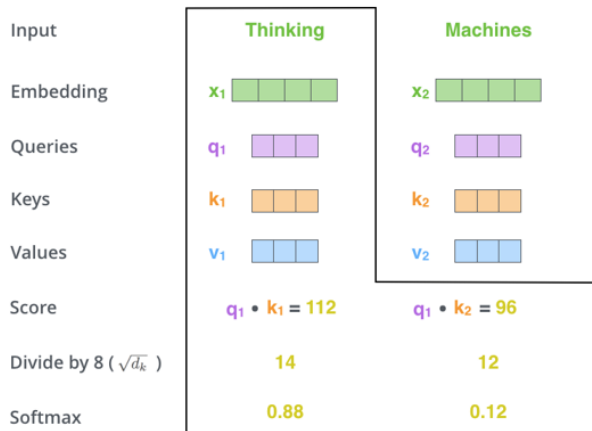 Input Thinking Machines
Embedding x₁ x₂
Queries q₁ q₂
Keys k₁ k₂
Values v₁ v₂
Score q₁ • k₁ = 112 q₁ • k₂ = 96
Divide by 8 ( √dₖ ) 14 12
Softmax 0.88 0.12